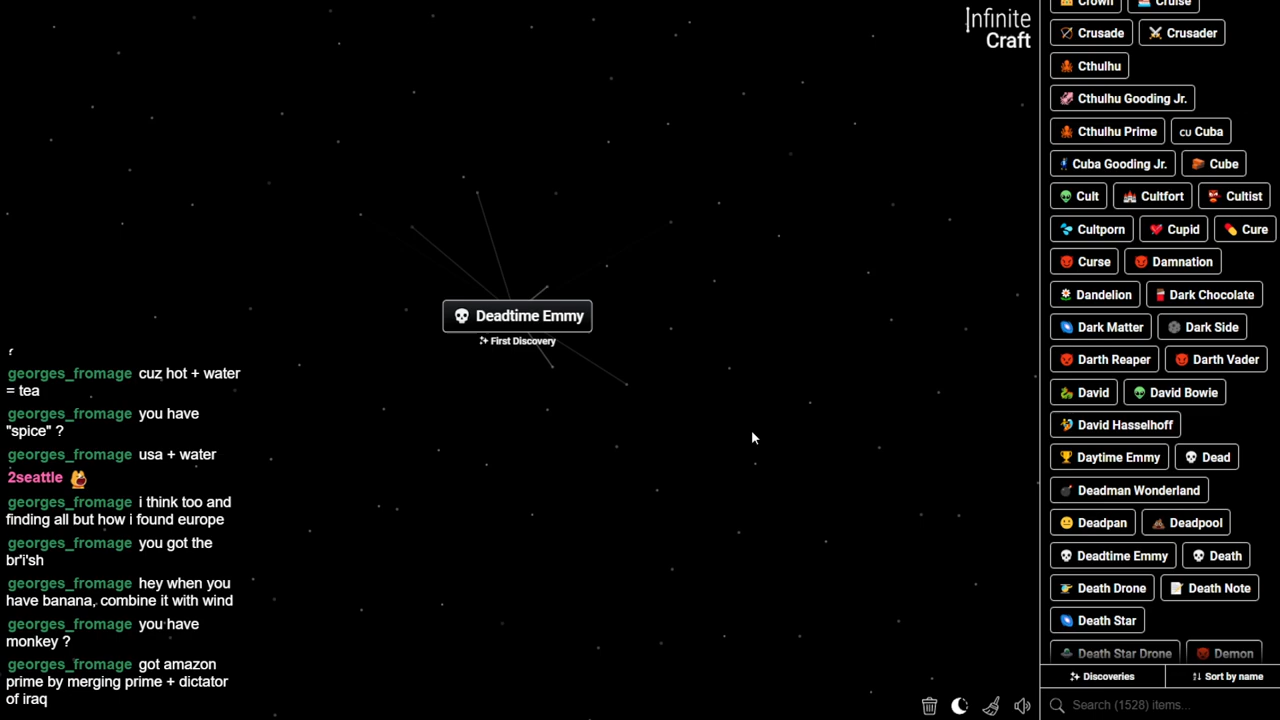 Infinite
Craft
Deadtime Emmy
First Discovery
?
georges_fromage cuz hot + water
= tea
georges_fromage you have
"spice" ?
georges_fromage usa + water
2seattle
georges_fromage i think too and
finding all but how i found europe
georges_fromage you got the
br'i'sh
georges_fromage hey when you
have banana, combine it with wind
georges_fromage you have
monkey ?
georges_fromage got amazon
prime by merging prime + dictator
of iraq
Crown Cruise
Crusade Crusader
Cthulhu
Cthulhu Gooding Jr.
Cthulhu Prime CU Cuba
Cuba Gooding Jr. Cube
Cult Cultfort Cultist
Cultporn Cupid Cure
Curse Damnation
Dandelion Dark Chocolate
Dark Matter Dark Side
Darth Reaper Darth Vader
David David Bowie
David Hasselhoff
Daytime Emmy Dead
Deadman Wonderland
Deadpan Deadpool
Deadtime Emmy Death
Death Drone Death Note
Death Star
Death Star Drone Demon
Discoveries Sort by name
Search (1528) items...